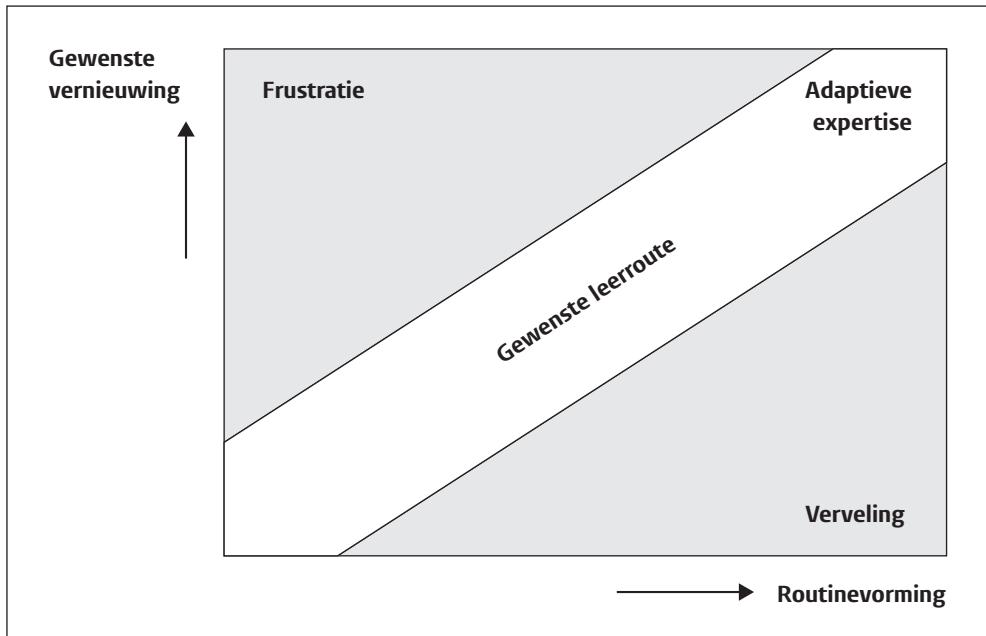 Gewenste
vernieuwing
Frustratie
Adaptieve
expertise
Gewenste leerroute
Verveling
Routinevorming